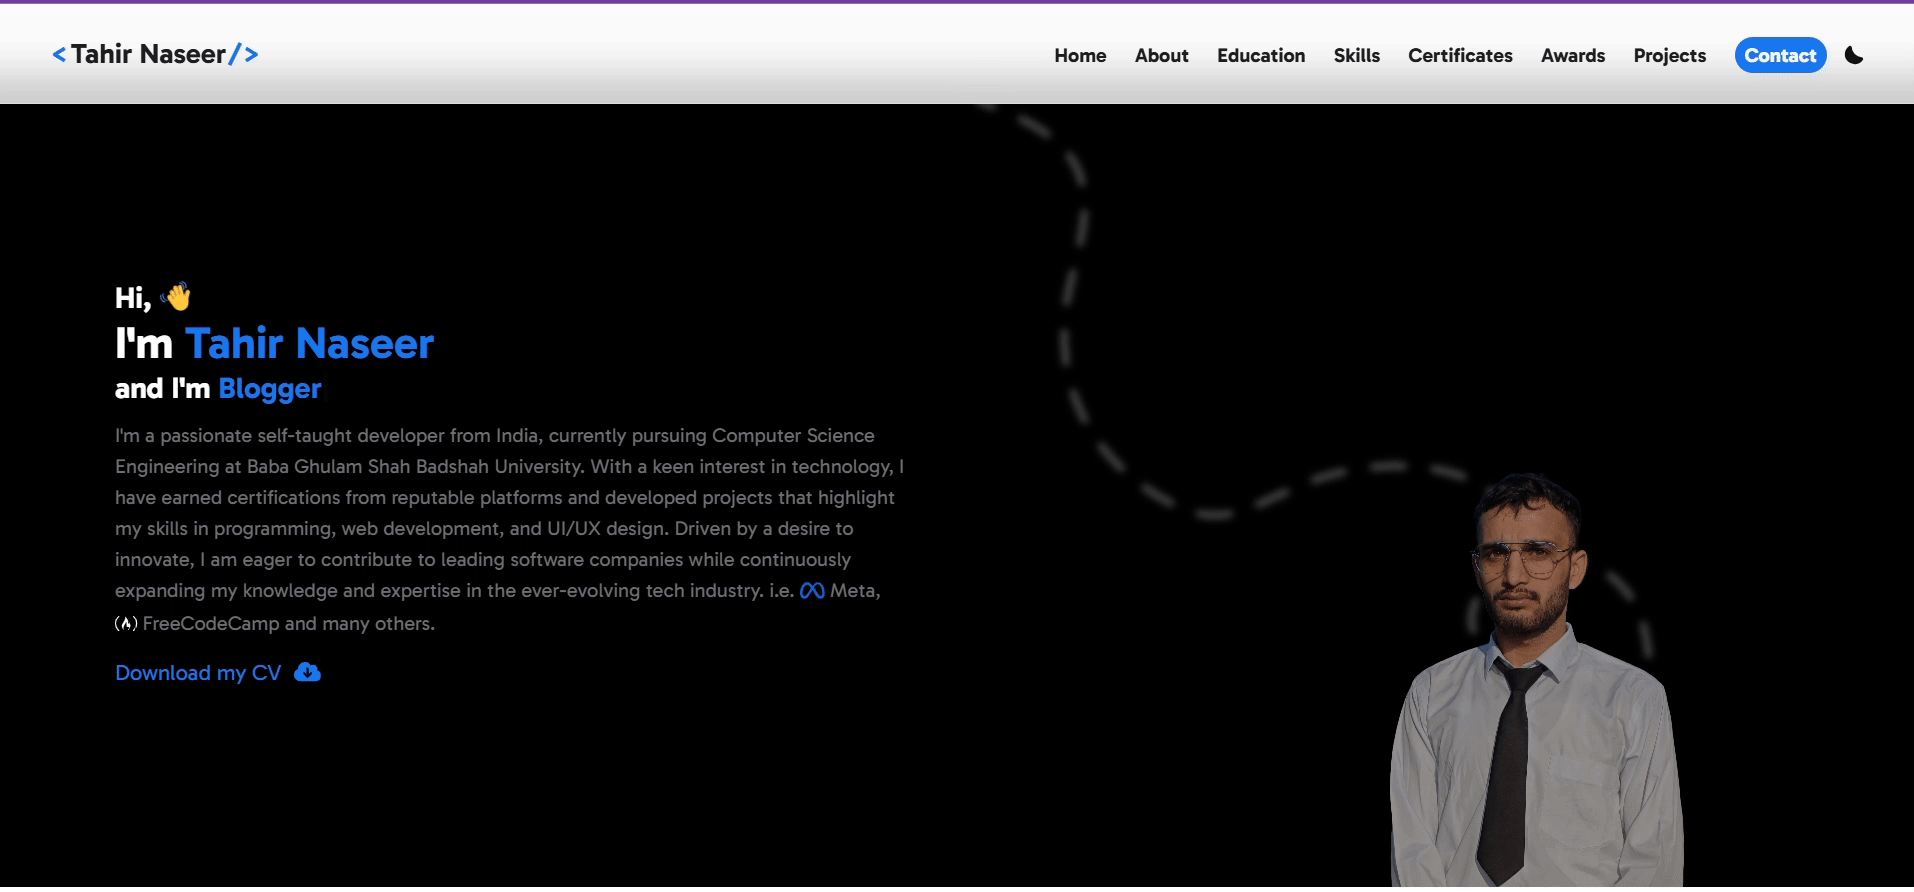 <Tahir Naseer/>
Home About Education Skills Certificates Awards Projects Contact
Hi, 👋
I'm Tahir Naseer
and I'm Blogger
I'm a passionate self-taught developer from India, currently pursuing Computer Science
Engineering at Baba Ghulam Shah Badshah University. With a keen interest in technology, I
have earned certifications from reputable platforms and developed projects that highlight
my skills in programming, web development, and UI/UX design. Driven by a desire to
innovate, I am eager to contribute to leading software companies while continuously
expanding my knowledge and expertise in the ever-evolving tech industry. i.e. Meta,
FreeCodeCamp and many others.
Download my CV